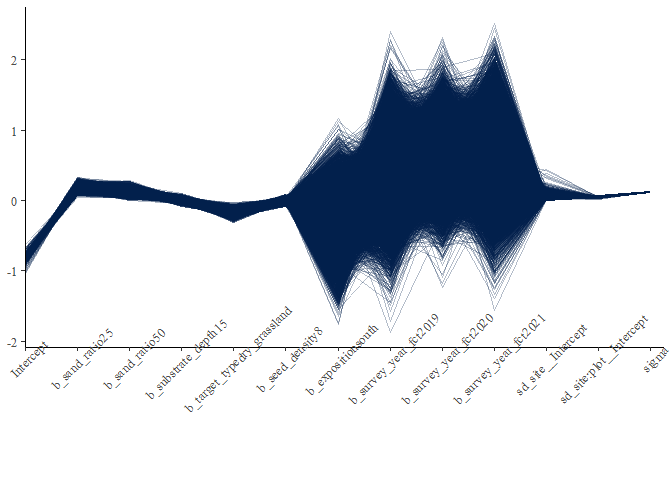 2
1
0
-1
-2
Intercept
b_sand_ratio25
b_sand_ratio50
b_substrate_depth15
b_target_typedry_grassland
b_seed_density8
b_expositionsouth
b_survey_year_fct2019
b_survey_year_fct2020
b_survey_year_fct2021
sd_site__Intercept
sd_site:plot__Intercept
sigma